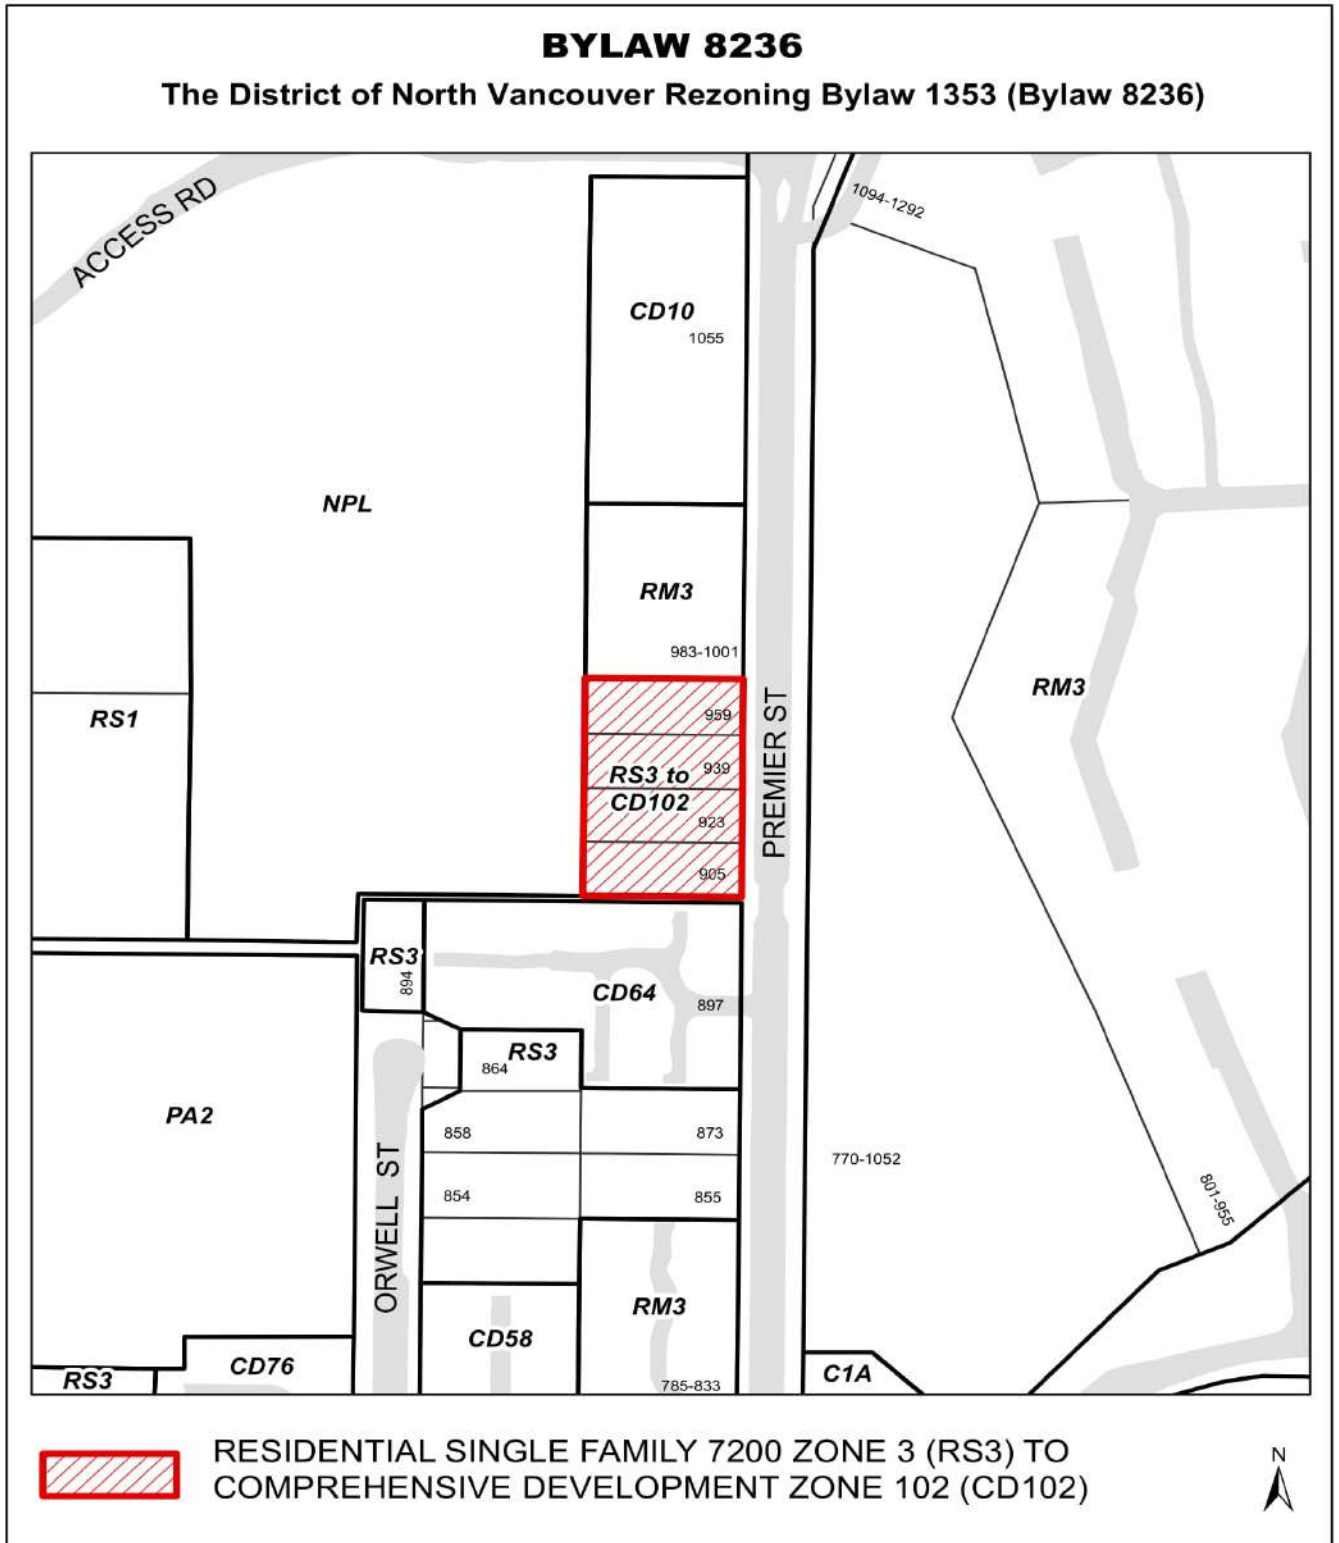 BYLAW 8236
The District of North Vancouver Rezoning Bylaw 1353 (Bylaw 8236)
ACCESS RD
1094-1292
CD10
1055
NPL
RM3
983-1001
RM3
RS1
959
RS3 to
939
CD102
923
905
PREMIER ST
RS3
894
CD64
897
RS3
864
PA2
858
873
770-1052
854
855
801-955
ORWELL ST
RM3
CD58
CD76
RS3
785-833
C1A
RESIDENTIAL SINGLE FAMILY 7200 ZONE 3 (RS3) TO
COMPREHENSIVE DEVELOPMENT ZONE 102 (CD102)
N